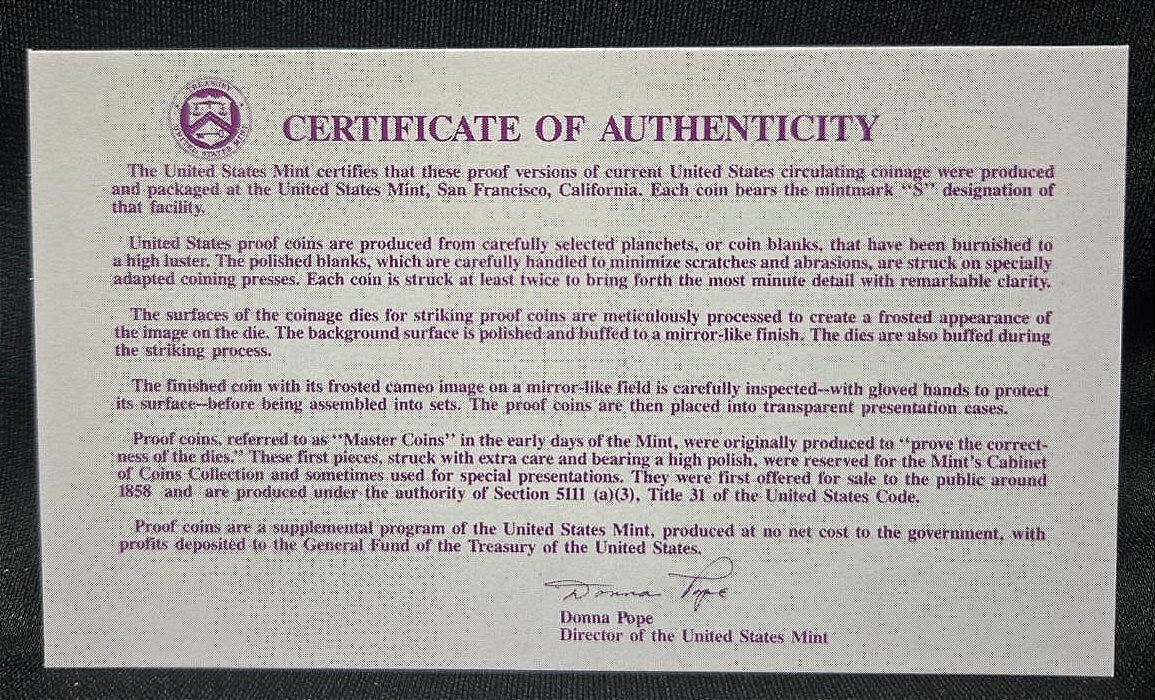 TREASURY
UNITED STATES MINT
CERTIFICATE OF AUTHENTICITY
The United States Mint certifies that these proof versions of current United States circulating coinage were produced
and packaged at the United States Mint, San Francisco, California. Each coin bears the mintmark “S” designation of
that facility.
United States proof coins are produced from carefully selected planchets, or coin blanks, that have been burnished to
a high luster. The polished blanks, which are carefully handled to minimize scratches and abrasions, are struck on specially
adapted coining presses. Each coin is struck at least twice to bring forth the most minute detail with remarkable clarity.
The surfaces of the coinage dies for striking proof coins are meticulously processed to create a frosted appearance of
the image on the die. The background surface is polished and buffed to a mirror-like finish. The dies are also buffed during
the striking process.
The finished coin with its frosted cameo image on a mirror-like field is carefully inspected--with gloved hands to protect
its surface--before being assembled into sets. The proof coins are then placed into transparent presentation cases.
Proof coins, referred to as “Master Coins” in the early days of the Mint, were originally produced to “prove the correct-
ness of the dies.” These first pieces, struck with extra care and bearing a high polish, were reserved for the Mint's Cabinet
of Coins Collection and sometimes used for special presentations. They were first offered for sale to the public around
1858 and are produced under the authority of Section 5111 (a)(3), Title 31 of the United States Code.
Proof coins are a supplemental program of the United States Mint, produced at no net cost to the government, with
profits deposited to the General Fund of the Treasury of the United States.
Donna Pope
Donna Pope
Director of the United States Mint